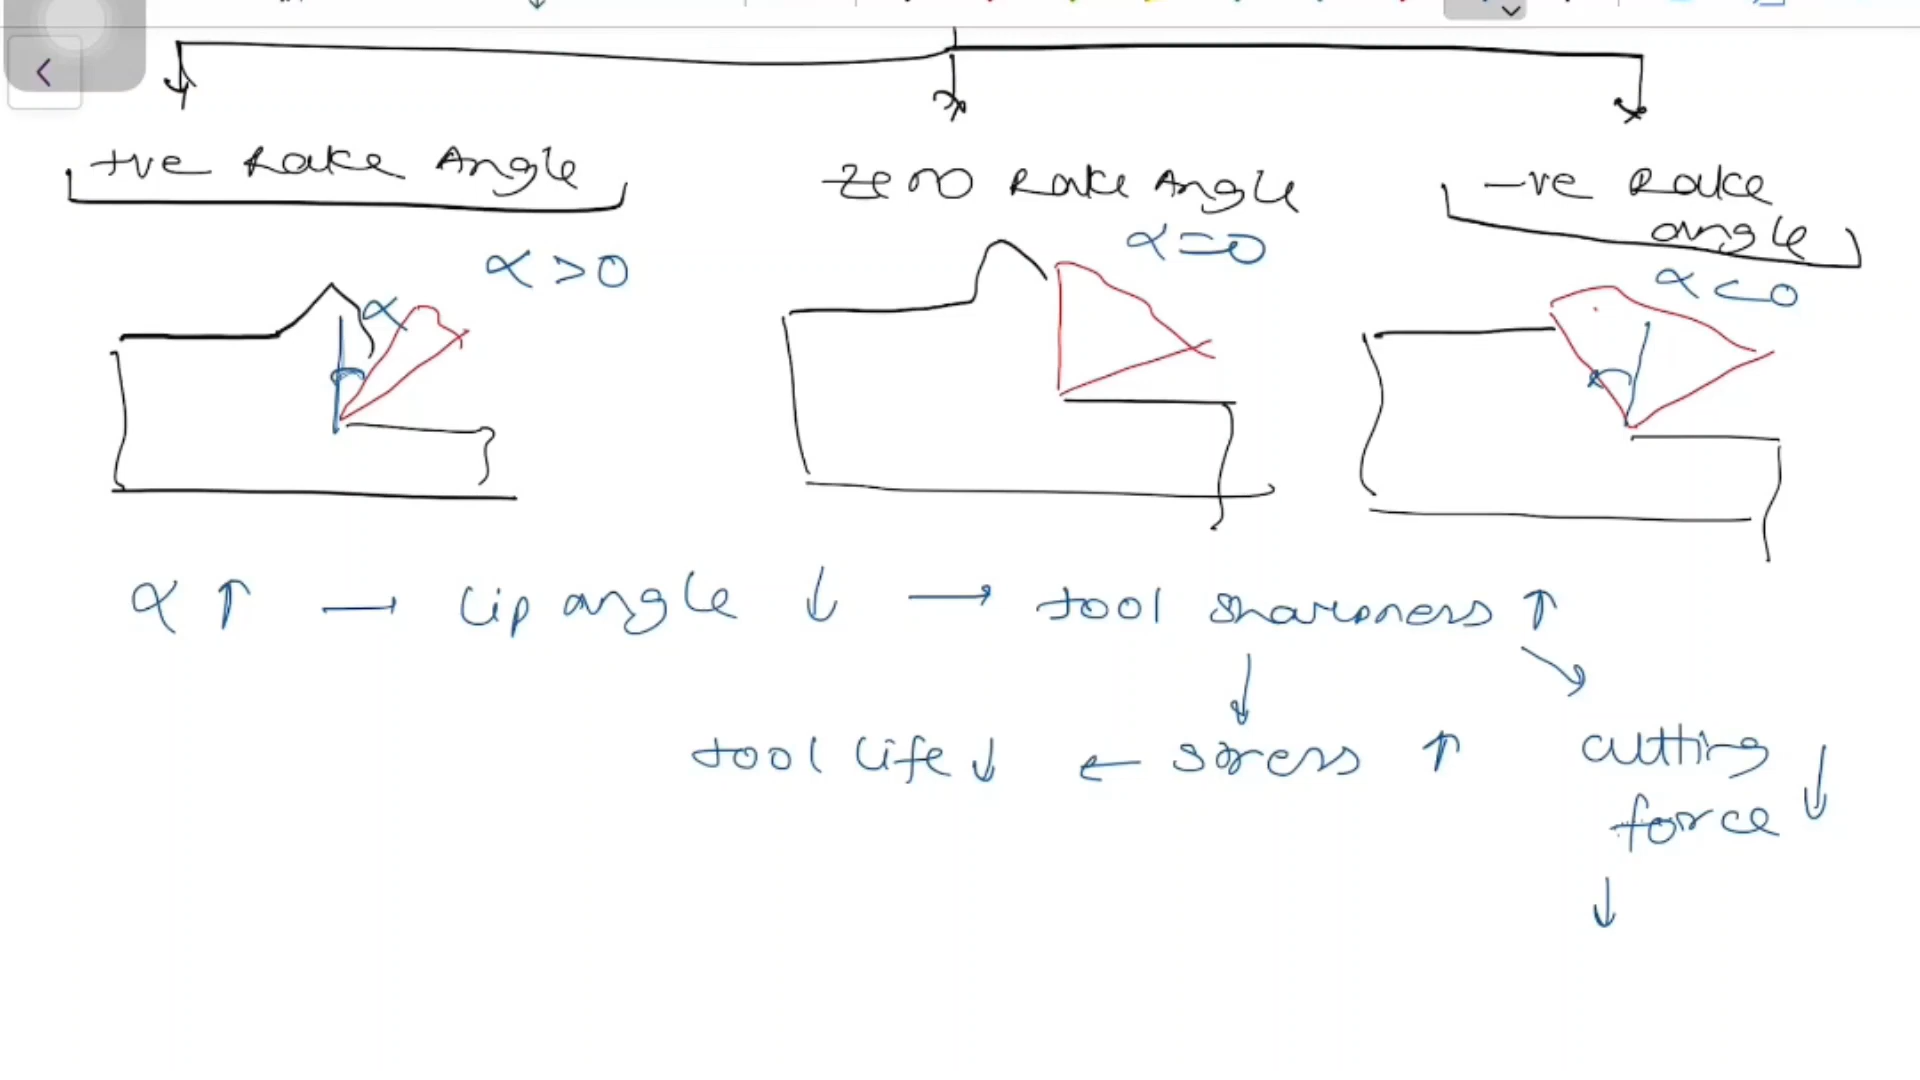 +ve Rake Angle
Zero Rake Angle
-ve Rake
angle
α > 0
α = 0
α < 0
α
α ↑ → Lip angle ↓ → tool sharpness ↑
tool life ↓ ← stress ↑
cutting
force ↓
↓